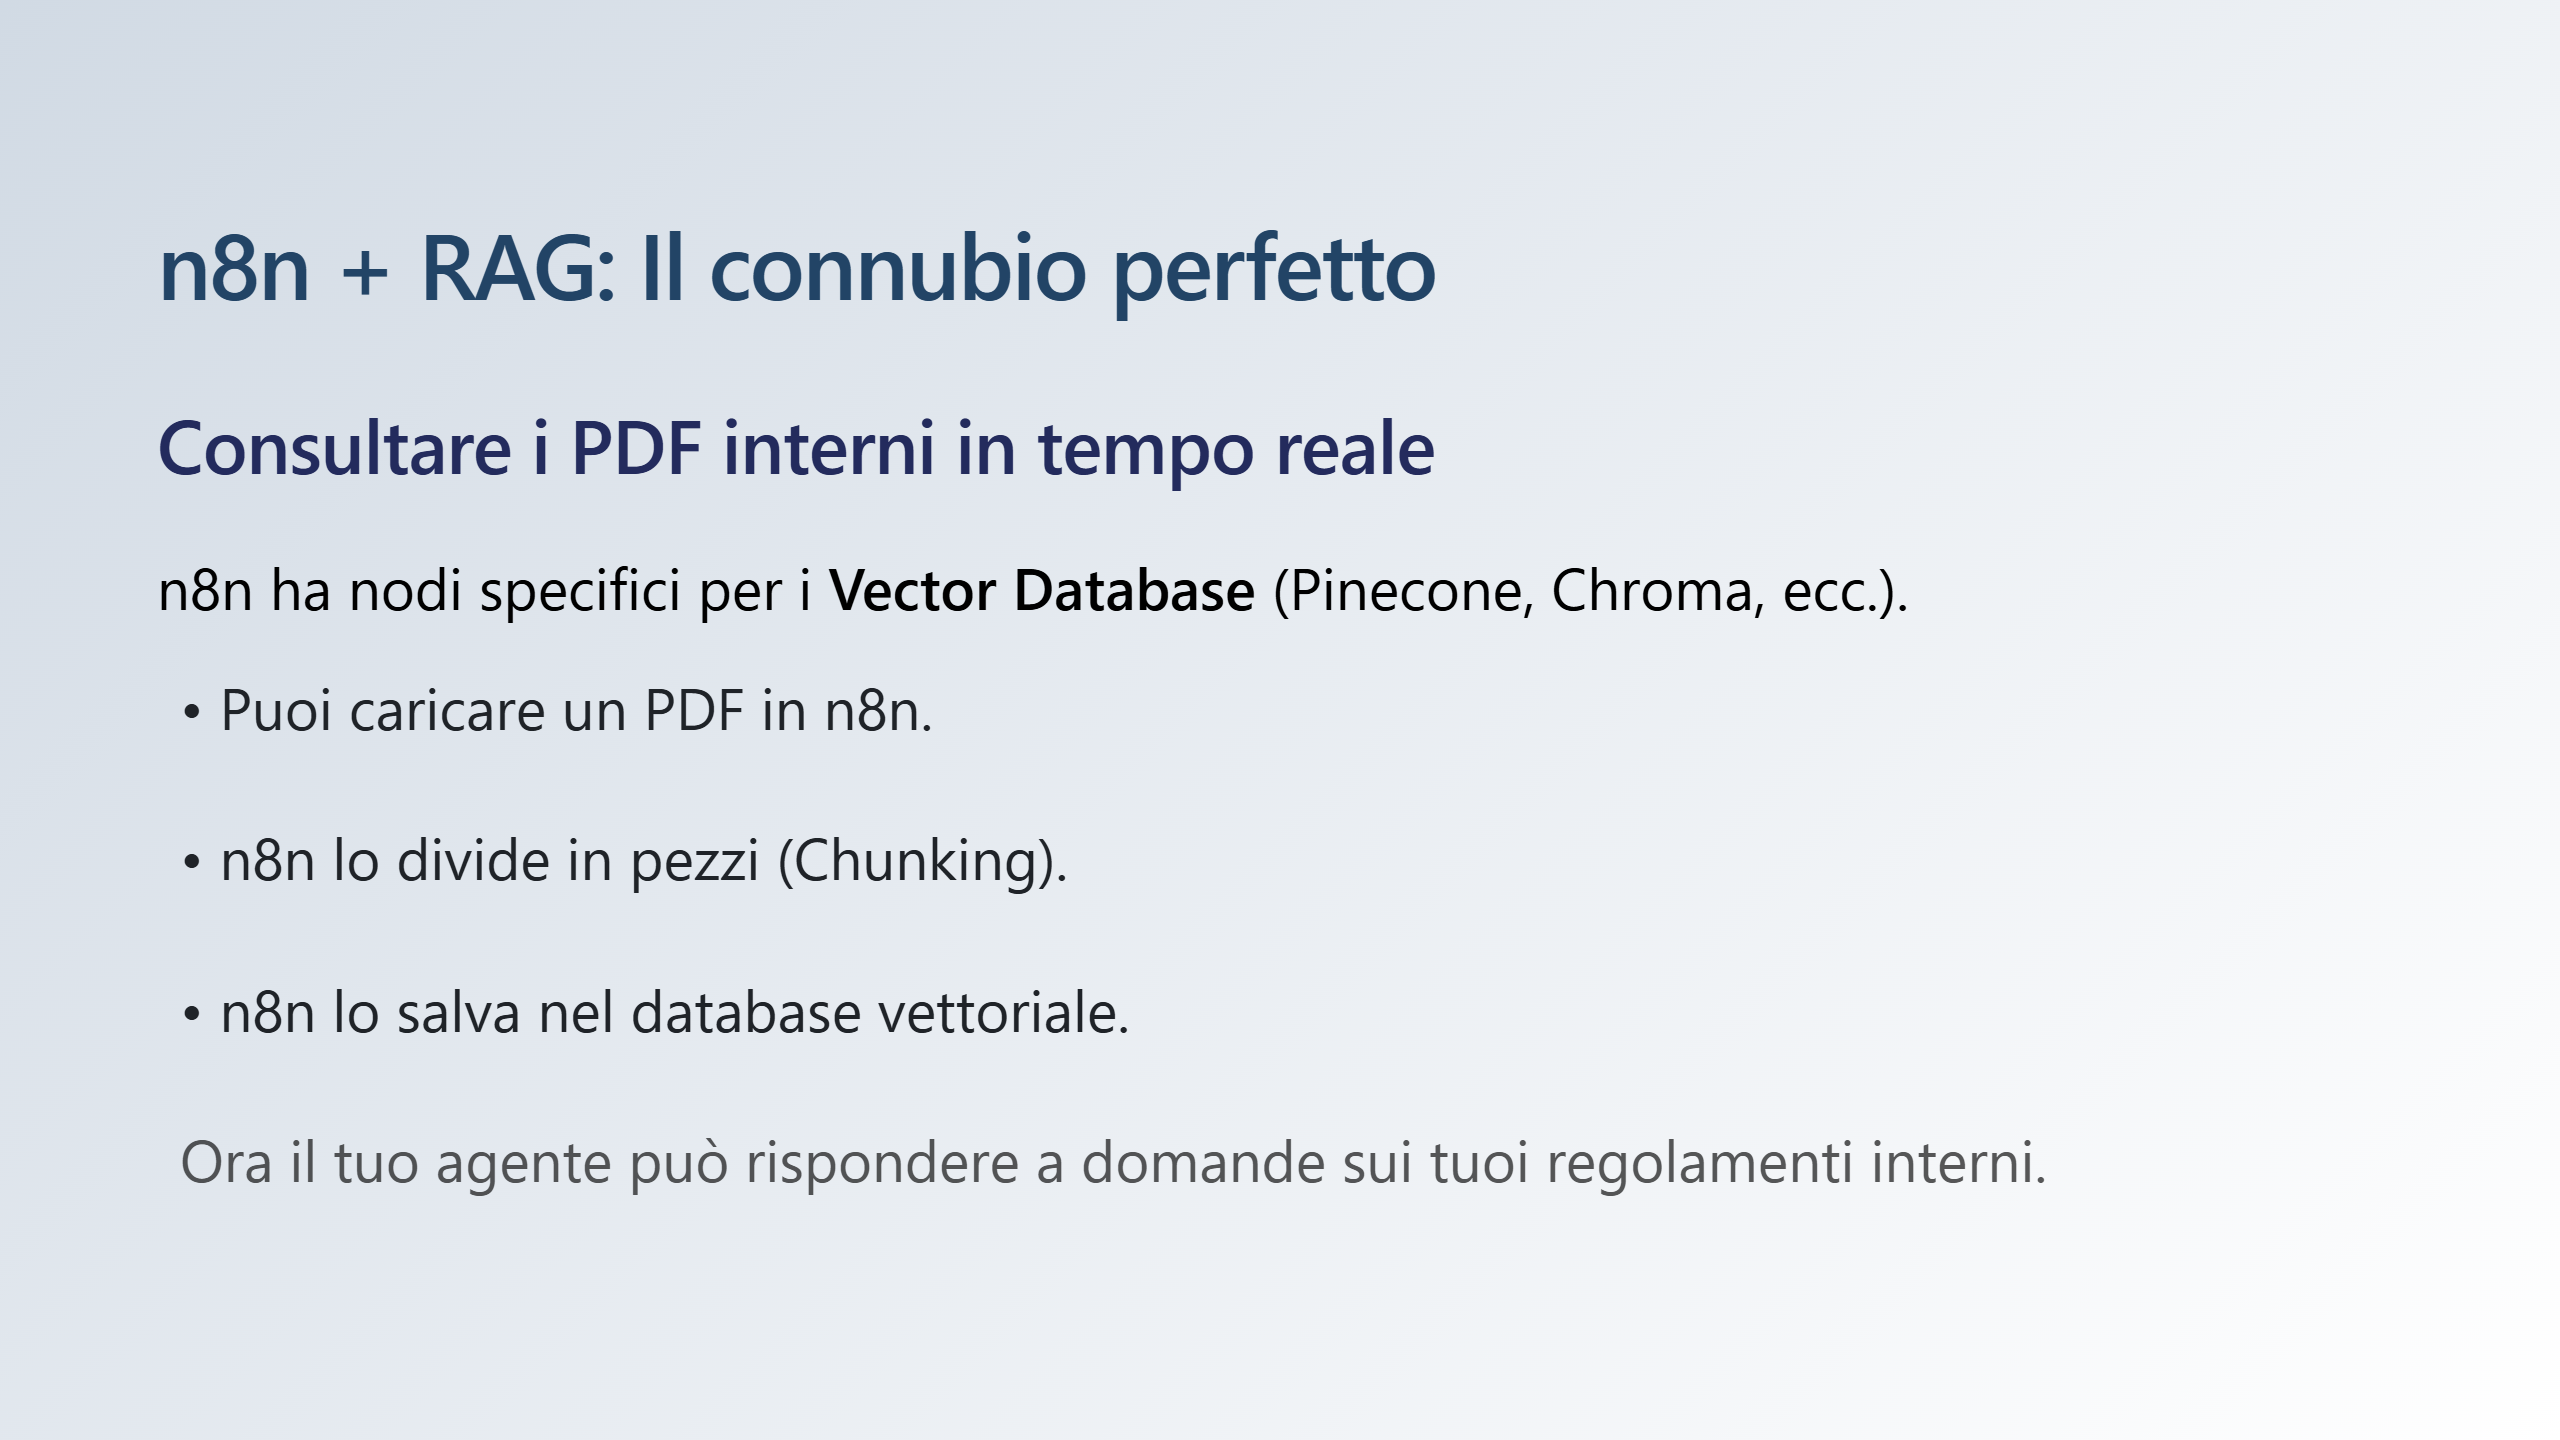 n8n + RAG: Il connubio perfetto
Consultare i PDF interni in tempo reale
n8n ha nodi specifici per i Vector Database (Pinecone, Chroma, ecc.).
• Puoi caricare un PDF in n8n.
• n8n lo divide in pezzi (Chunking).
• n8n lo salva nel database vettoriale.
Ora il tuo agente può rispondere a domande sui tuoi regolamenti interni.